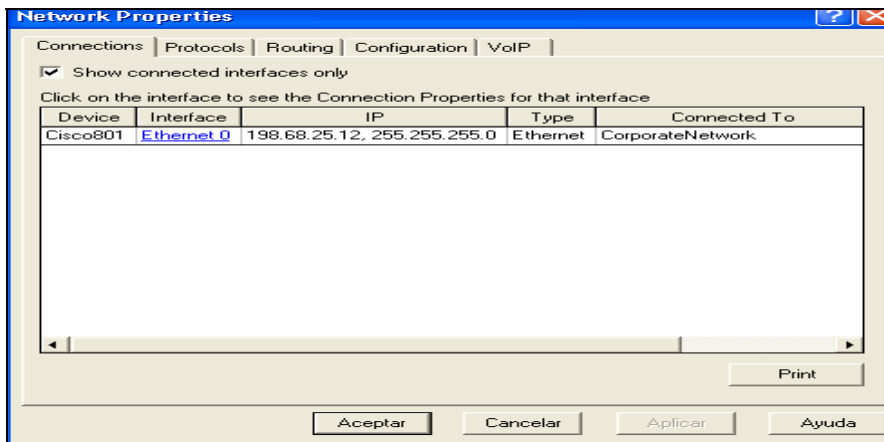 Network Properties
Connections Protocols Routing Configuration VoIP
Show connected interfaces only
Click on the interface to see the Connection Properties for that interface
Device Interface IP Type Connected To
Cisco801 Ethernet 0 198.68.25.12, 255.255.255.0 Ethernet CorporateNetwork
Print
Aceptar Cancelar Aplicar Ayuda